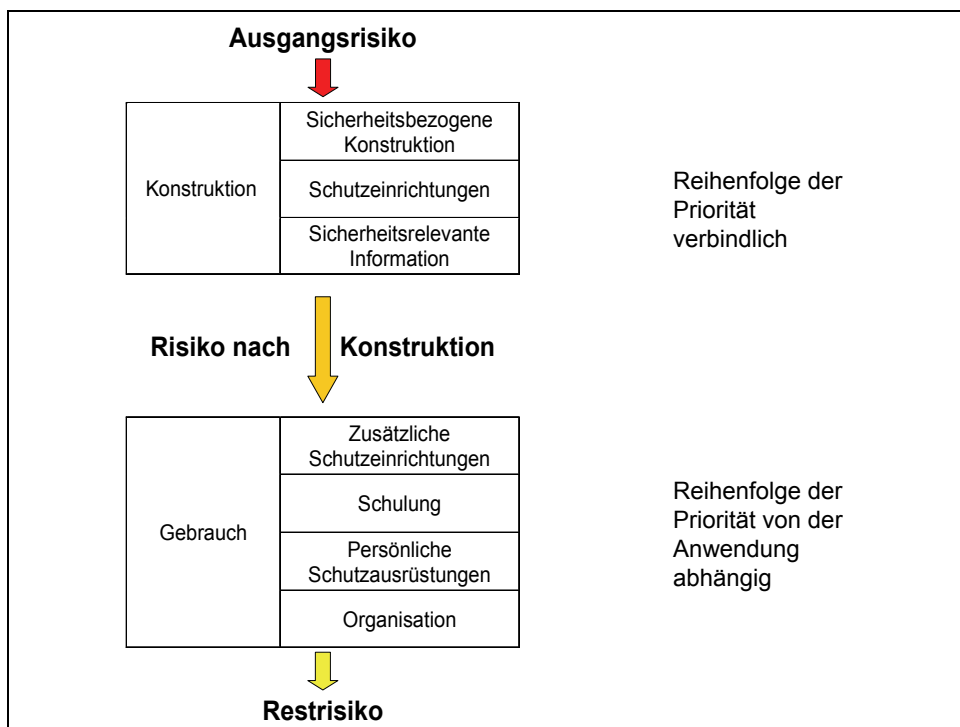 Ausgangsrisiko
Konstruktion
Sicherheitsbezogene
Konstruktion
Schutzeinrichtungen
Sicherheitsrelevante
Information
Reihenfolge der
Priorität
verbindlich
Risiko nach Konstruktion
Gebrauch
Zusätzliche
Schutzeinrichtungen
Schulung
Persönliche
Schutzausrüstungen
Organisation
Reihenfolge der
Priorität von der
Anwendung
abhängig
Restrisiko